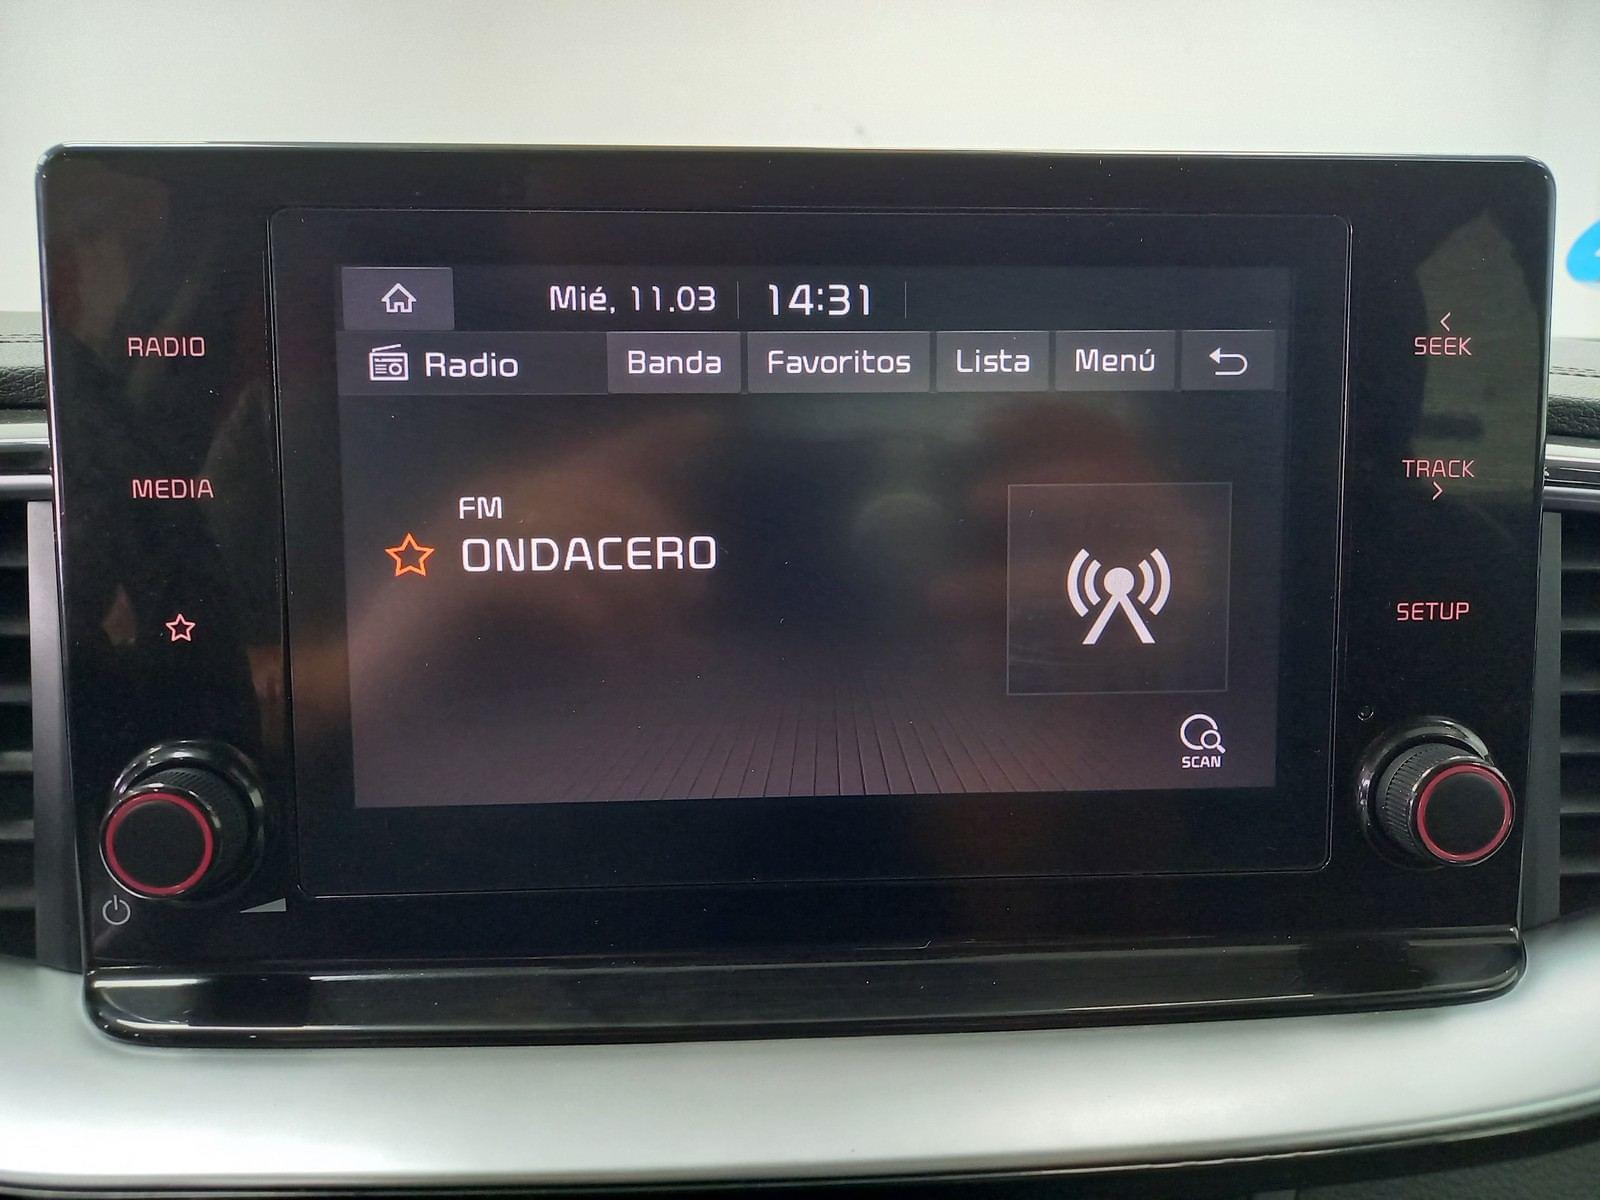 Mié, 11.03 14:31
Radio Banda Favoritos Lista Menú
FM
ONDACERO
SCAN
RADIO
MEDIA
SEEK
TRACK
SETUP